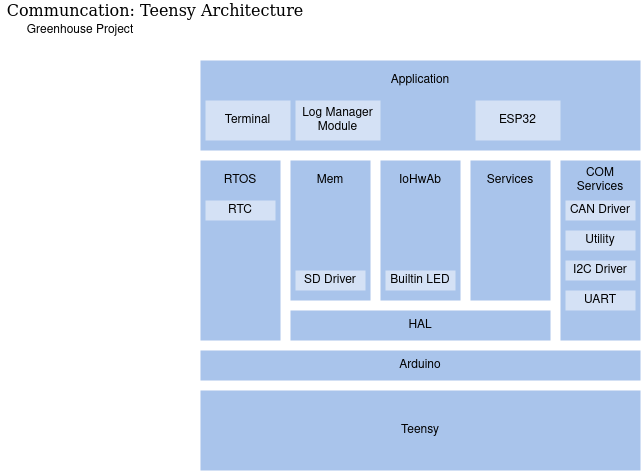 Communcation: Teensy Architecture
Greenhouse Project
Application
Terminal
Log Manager
Module
ESP32
RTOS
RTC
Mem
SD Driver
IoHwAb
Builtin LED
Services
COM
Services
CAN Driver
Utility
I2C Driver
UART
HAL
Arduino
Teensy